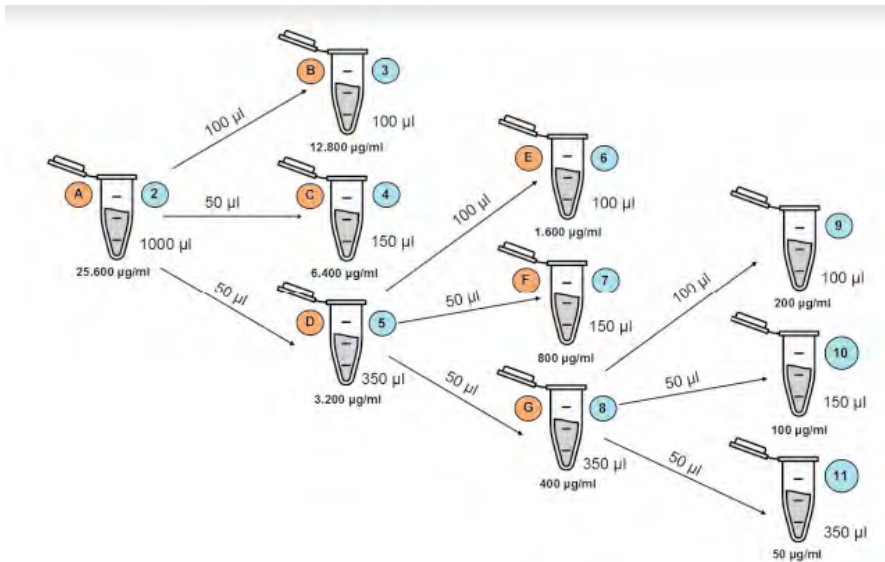 B
3
100 µl
100 µl
12.800 µg/ml
A
2
1000 µl
25.600 µg/ml
50 µl
C
4
150 µl
6.400 µg/ml
50 µl
D
5
350 µl
3.200 µg/ml
100 µl
E
6
100 µl
1.600 µg/ml
50 µl
F
7
150 µl
800 µg/ml
50 µl
G
8
350 µl
400 µg/ml
100 µl
9
100 µl
200 µg/ml
50 µl
10
150 µl
100 µg/ml
50 µl
11
350 µl
50 µg/ml